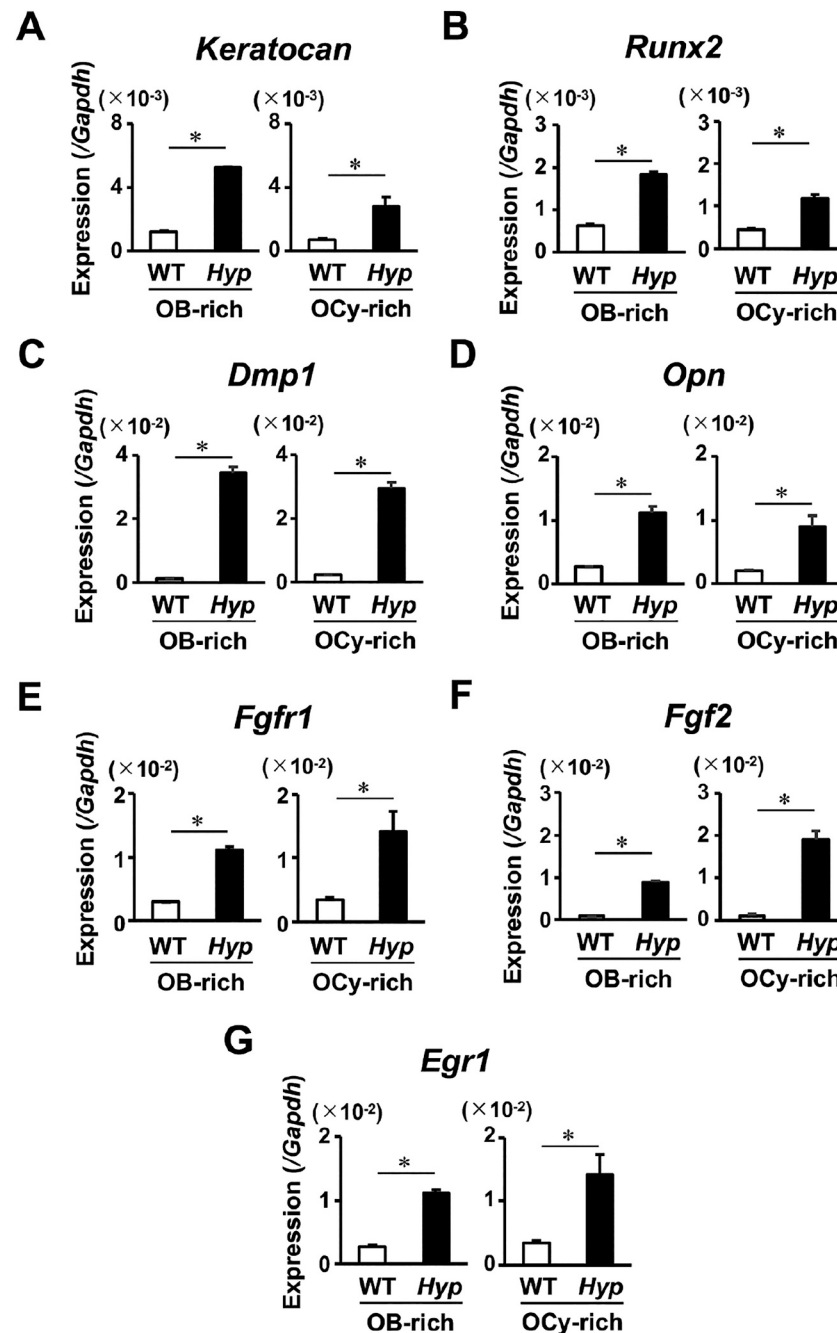 A
Keratocan
Expression (/Gapdh)
(×10-3)
8
4
0
*
WT Hyp
OB-rich
(×10-3)
8
4
0
*
WT Hyp
OCy-rich
B
Runx2
Expression (/Gapdh)
(×10-3)
3
2
1
0
*
WT Hyp
OB-rich
(×10-3)
3
2
1
0
*
WT Hyp
OCy-rich
C
Dmp1
Expression (/Gapdh)
(×10-2)
4
2
0
*
WT Hyp
OB-rich
(×10-2)
4
2
0
*
WT Hyp
OCy-rich
D
Opn
Expression (/Gapdh)
(×10-2)
2
1
0
*
WT Hyp
OB-rich
(×10-2)
2
1
0
*
WT Hyp
OCy-rich
E
Fgfr1
Expression (/Gapdh)
(×10-2)
2
1
0
*
WT Hyp
OB-rich
(×10-2)
2
1
0
*
WT Hyp
OCy-rich
F
Fgf2
Expression (/Gapdh)
(×10-2)
3
2
1
0
*
WT Hyp
OB-rich
(×10-2)
3
2
1
0
*
WT Hyp
OCy-rich
G
Egr1
Expression (/Gapdh)
(×10-2)
2
1
0
*
WT Hyp
OB-rich
(×10-2)
2
1
0
*
WT Hyp
OCy-rich